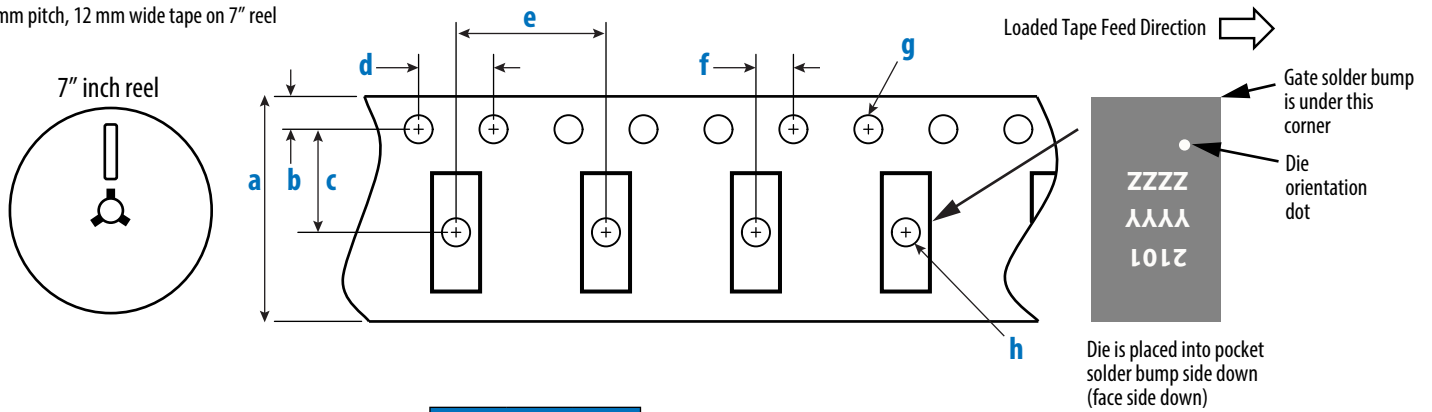 mm pitch, 12 mm wide tape on 7” reel
7” inch reel
Loaded Tape Feed Direction
a
b
c
d
e
f
g
h
Gate solder bump
is under this
corner
Die
orientation
dot
2101
YYYY
ZZZZ
Die is placed into pocket
solder bump side down
(face side down)